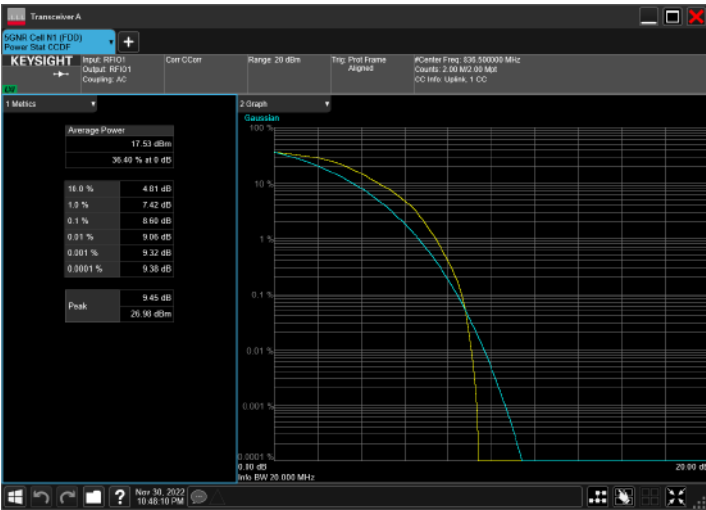 Transceiver A
5GNR Cell N1 (FDD)
Power Stat CCDF
KEYSIGHT
Input: RFIO1
Output: RFIO1
Coupling: AC
Corr CCorr
Range: 20 dBm
Trig: Prot Frame
Aligned
#Center Freq: 836.500000 MHz
Counts: 2.00 M/2.00 Mpt
CC Info: Uplink, 1 CC
1 Metrics
Average Power
17.53 dBm
36.40 % at 0 dB
10.0 % 4.81 dB
1.0 % 7.42 dB
0.1 % 8.60 dB
0.01 % 9.06 dB
0.001 % 9.32 dB
0.0001 % 9.38 dB
Peak
9.45 dB
26.98 dBm
2 Graph
Gaussian
100 %
10 %
1 %
0.1 %
0.01 %
0.001 %
0.0001 %
0.00 dB
20.00 dB
Info BW 20.000 MHz
?
Nov 30, 2022
10:48:10 PM